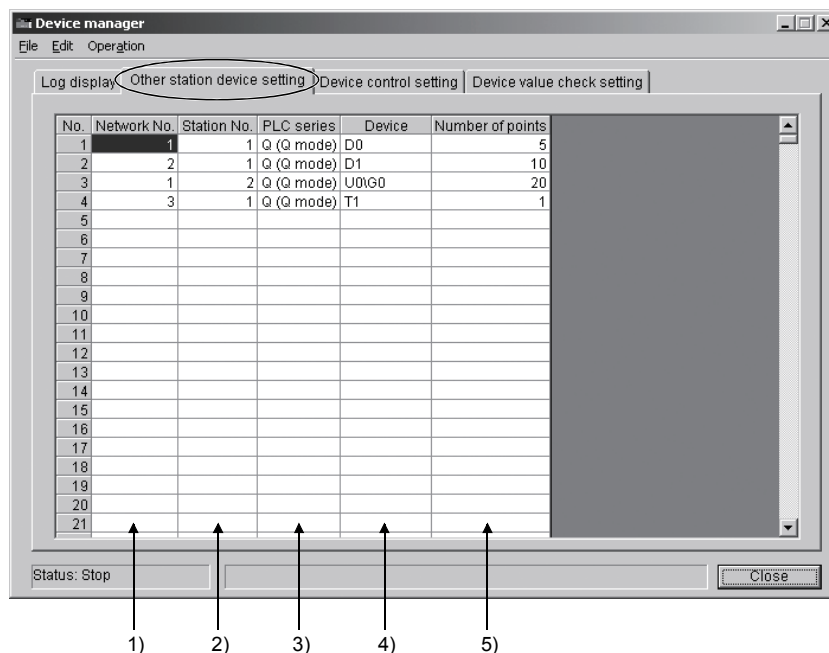 Device manager
File Edit Operation
Log display Other station device setting Device control setting Device value check setting
No. Network No. Station No. PLC series Device Number of points
1 1 1 Q (Q mode) D0 5
2 2 1 Q (Q mode) D1 10
3 1 2 Q (Q mode) U0\G0 20
4 3 1 Q (Q mode) T1 1
5
6
7
8
9
10
11
12
13
14
15
16
17
18
19
20
21
Status: Stop Close
1) 2) 3) 4) 5)